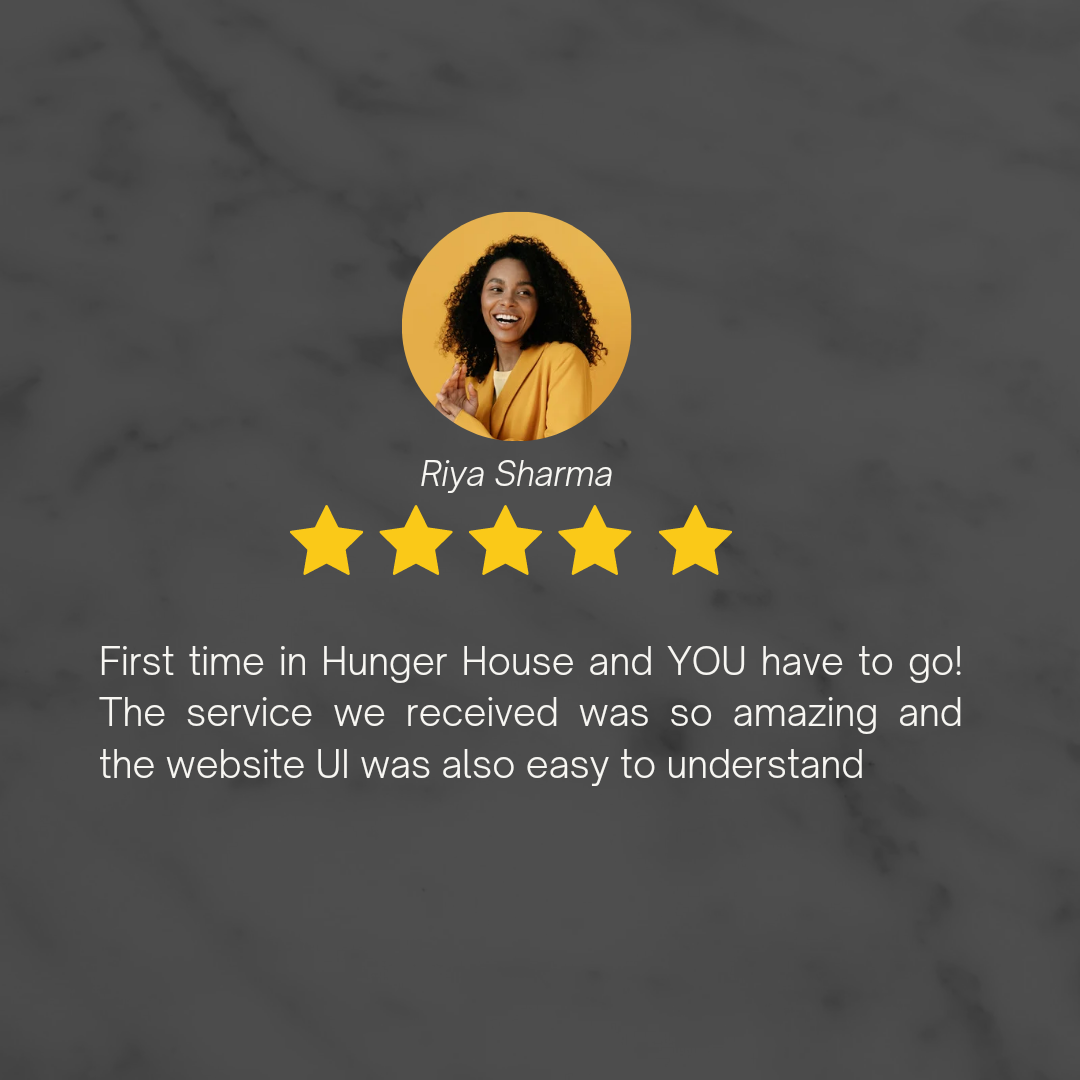 Riya Sharma
First time in Hunger House and YOU have to go!
The service we received was so amazing and
the website UI was also easy to understand